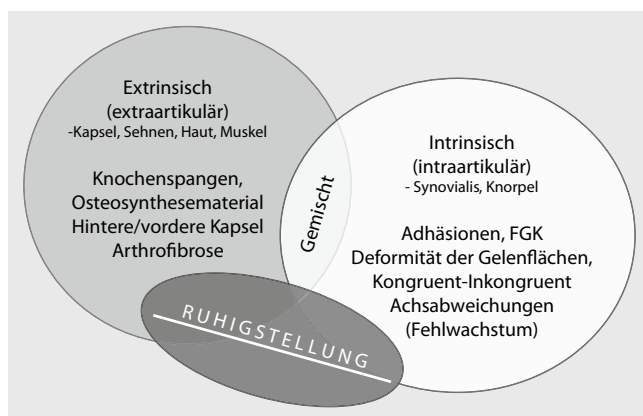 Extrinsisch
(extraartikulär)
-Kapsel, Sehnen, Haut, Muskel
Knochenspangen,
Osteosynthesematerial
Hintere/vordere Kapsel
Arthrofibrose
Gemischt
Intrinsisch
(intraartikulär)
- Synovialis, Knorpel
Adhäsionen, FGK
Deformität der Gelenflächen,
Kongruent-Inkongruent
Achsabweichungen
(Fehlwachstum)
RUHIGSTELLUNG